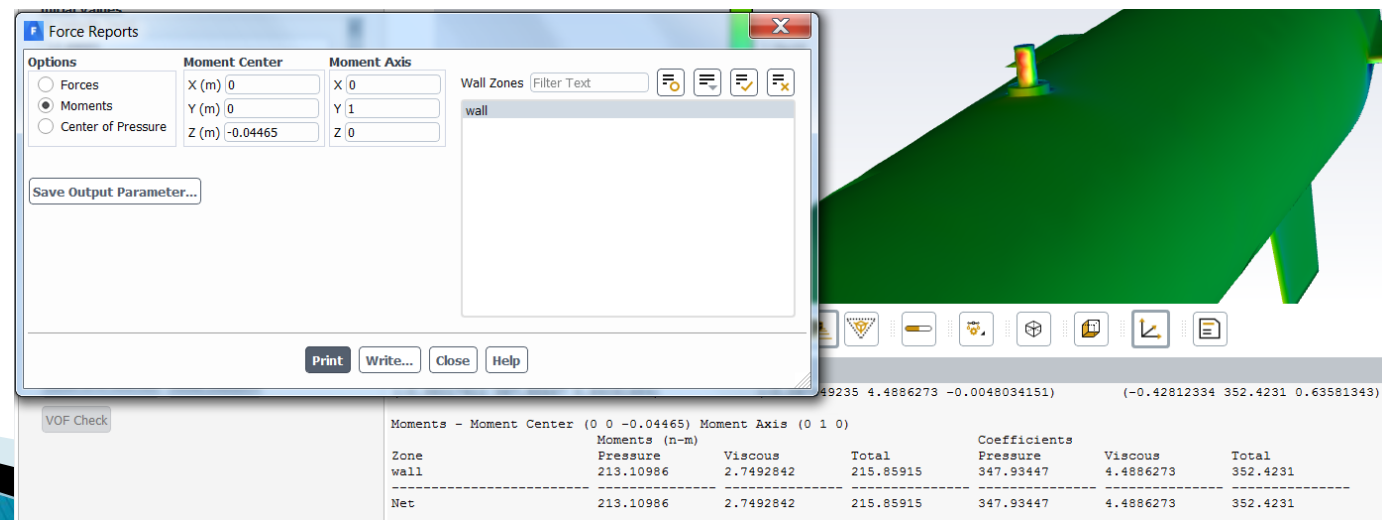 Initial Values
F Force Reports X
Options
Forces
Moments
Center of Pressure
Moment Center
X (m) 0
Y (m) 0
Z (m) -0.04465
Moment Axis
X 0
Y 1
Z 0
Wall Zones Filter Text
wall
Save Output Parameter...
Print Write... Close Help
VOF Check
4.4886273 -0.0048034151) (-0.42812334 352.4231 0.63581343)
Moments - Moment Center (0 0 -0.04465) Moment Axis (0 1 0)
Moments (n-m) Coefficients
Zone Pressure Viscous Total Pressure Viscous Total
wall 213.10986 2.7492842 215.85915 347.93447 4.4886273 352.4231
------------------------- --------------- --------------- --------------- --------------- --------------- ---------------
Net 213.10986 2.7492842 215.85915 347.93447 4.4886273 352.4231